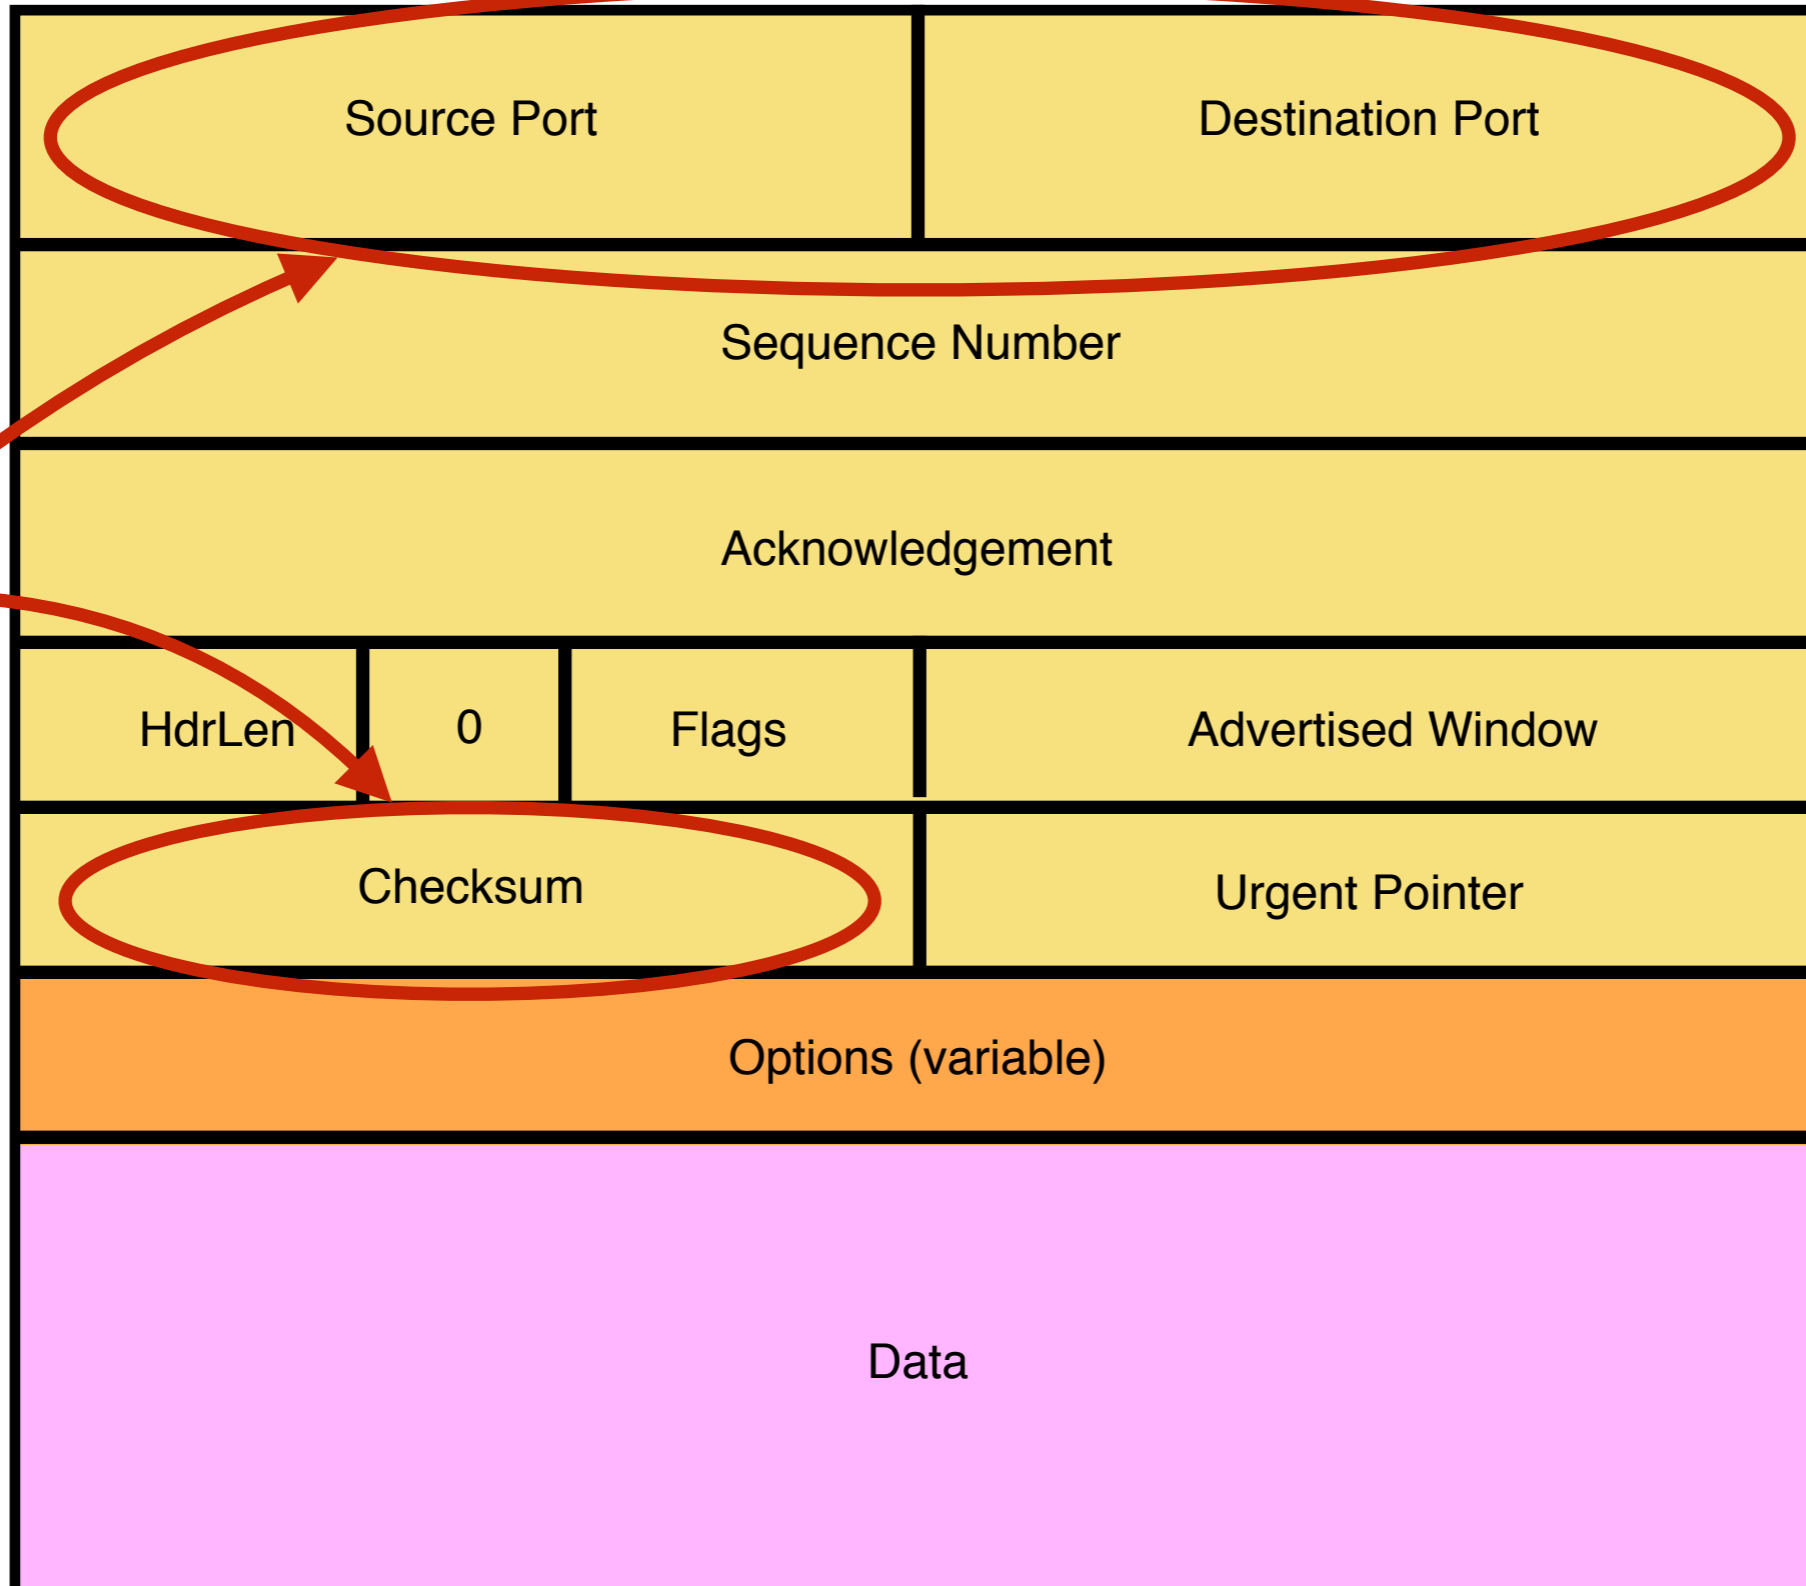 Source Port
Destination Port
Sequence Number
Acknowledgement
HdrLen
0
Flags
Advertised Window
Checksum
Urgent Pointer
Options (variable)
Data